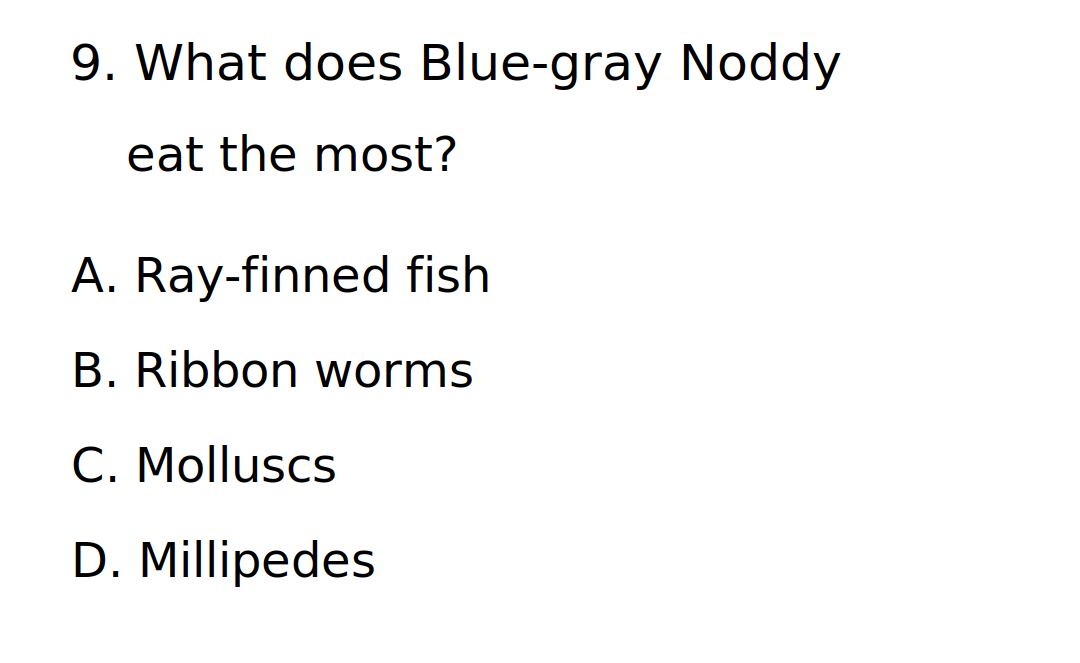 9. What does Blue-gray Noddy
eat the most?
A. Ray-finned fish
B. Ribbon worms
C. Molluscs
D. Millipedes